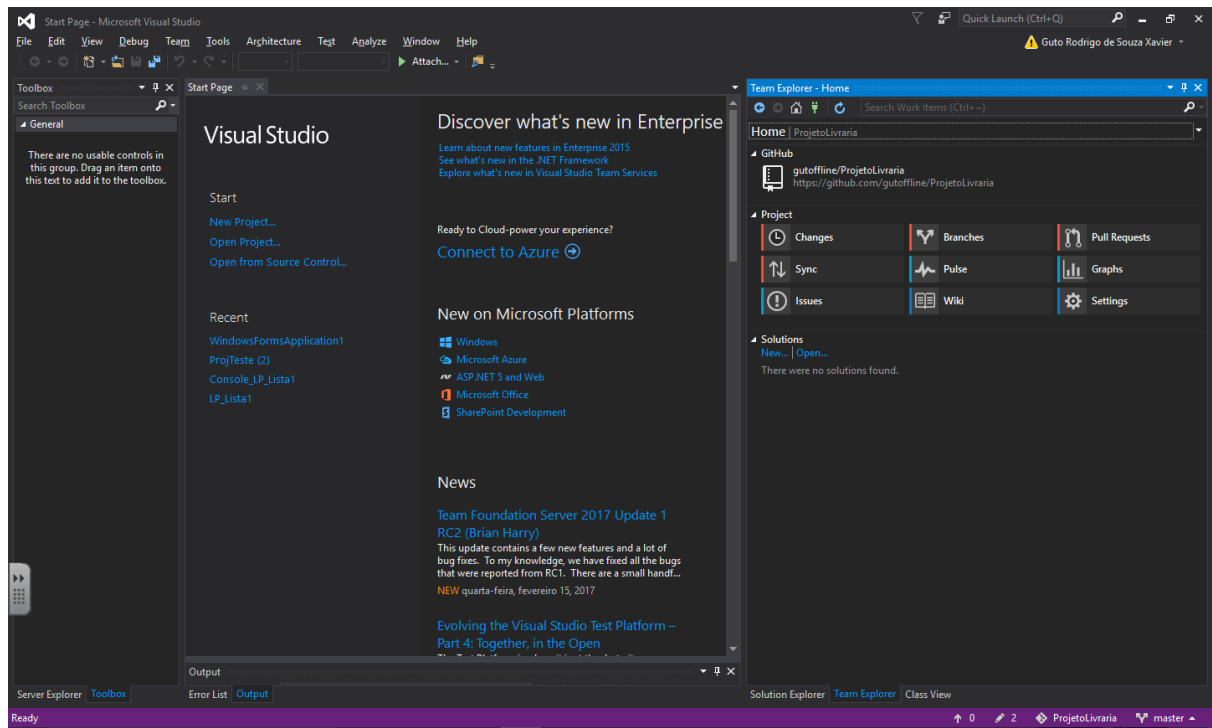 Start Page - Microsoft Visual Studio
Quick Launch (Ctrl+Q)
File Edit View Debug Team Tools Architecture Test Analyze Window Help
Guto Rodrigo de Souza Xavier
Attach...
Toolbox
Search Toolbox
General
There are no usable controls in
this group. Drag an item onto
this text to add it to the toolbox.
Start Page
Visual Studio
Start
New Project...
Open Project...
Open from Source Control...
Recent
WindowsFormsApplication1
ProjTeste (2)
Console_LP_Lista1
LP_Lista1
Discover what's new in Enterprise
Learn about new features in Enterprise 2015
See what's new in the .NET Framework
Explore what's new in Visual Studio Team Services
Ready to Cloud-power your experience?
Connect to Azure
New on Microsoft Platforms
Windows
Microsoft Azure
ASP.NET 5 and Web
Microsoft Office
SharePoint Development
News
Team Foundation Server 2017 Update 1
RC2 (Brian Harry)
This update contains a few new features and a lot of
bug fixes. To my knowledge, we have fixed all the bugs
that were reported from RC1. There are a small handf...
NEW quarta-feira, fevereiro 15, 2017
Evolving the Visual Studio Test Platform –
Part 4: Together, in the Open
Output
Team Explorer - Home
Search Work Items (Ctrl+~)
Home | ProjetoLivraria
GitHub
gutoffline/ProjetoLivraria
https://github.com/gutoffline/ProjetoLivraria
Project
Changes Branches Pull Requests
Sync Pulse Graphs
Issues Wiki Settings
Solutions
New... | Open...
There were no solutions found.
Server Explorer Toolbox
Error List Output
Solution Explorer Team Explorer Class View
Ready
0 2 ProjetoLivraria master